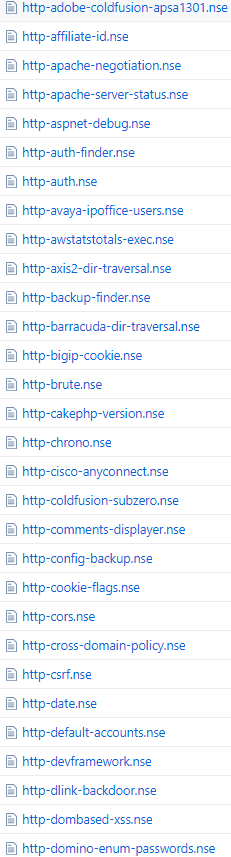 http-adobe-coldfusion-apsa1301.nse
http-affiliate-id.nse
http-apache-negotiation.nse
http-apache-server-status.nse
http-aspnet-debug.nse
http-auth-finder.nse
http-auth.nse
http-avaya-ipoffice-users.nse
http-awstatstotals-exec.nse
http-axis2-dir-traversal.nse
http-backup-finder.nse
http-barracuda-dir-traversal.nse
http-bigip-cookie.nse
http-brute.nse
http-cakephp-version.nse
http-chrono.nse
http-cisco-anyconnect.nse
http-coldfusion-subzero.nse
http-comments-displayer.nse
http-config-backup.nse
http-cookie-flags.nse
http-cors.nse
http-cross-domain-policy.nse
http-csrf.nse
http-date.nse
http-default-accounts.nse
http-devframework.nse
http-dlink-backdoor.nse
http-dombased-xss.nse
http-domino-enum-passwords.nse